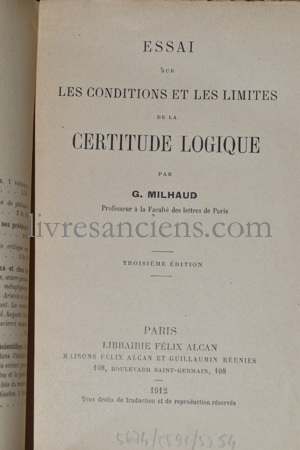 ESSAI
SUR
LES CONDITIONS ET LES LIMITES
DE LA
CERTITUDE LOGIQUE
PAR
G. MILHAUD
Professeur à la Faculté des lettres de Paris
livresanciens.com
TROISIÈME ÉDITION
PARIS
LIBRAIRIE FÉLIX ALCAN
MAISONS FÉLIX ALCAN ET GUILLAUMIN RÉUNIES
108, BOULEVARD SAINT-GERMAIN, 108
1912
Tous droits de traduction et de reproduction réservés